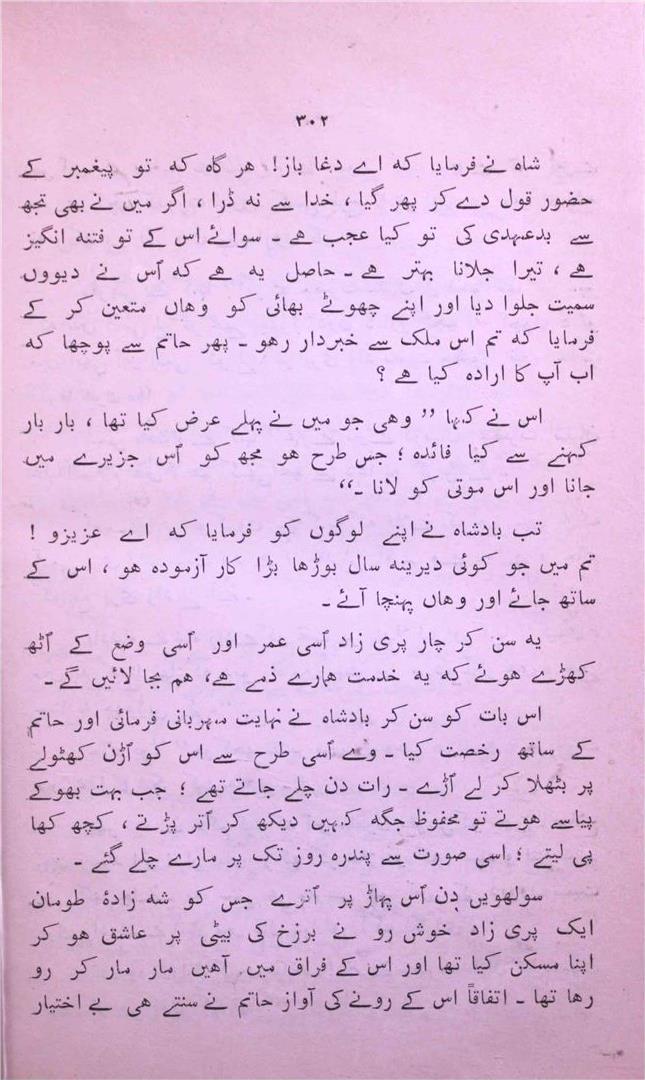 ۳۰۲
شاہ نے فرمایا کہ اے دغا باز! ہر گاہ کہ تو پیغمبر کے
حضور قول دے کر پھر گیا ، خدا سے نہ ڈرا ، اگر میں نے بھی تجھ
سے بدعہدی کی تو کیا عجب ہے ۔ سوائے اس کے تو فتنہ انگیز
ہے ، تیرا جلانا بہتر ہے ۔ حاصل یہ ہے کہ اُس نے دیووں
سمیت جلوا دیا اور اپنے چھوٹے بھائی کو وہاں متعین کر کے
فرمایا کہ تم اس ملک سے خبردار رہو ۔ پھر حاتم سے پوچھا کہ
اب آپ کا ارادہ کیا ہے ؟
اس نے کہا ”وہی جو میں نے پہلے عرض کیا تھا ، بار بار
کہنے سے کیا فائدہ ؛ جس طرح ہو مجھ کو اُس جزیرے میں
جانا اور اس موتی کو لانا ۔“
تب بادشاہ نے اپنے لوگوں کو فرمایا کہ اے عزیزو !
تم میں جو کوئی دیرینہ سال بوڑھا بڑا کار آزمودہ ہو ، اس کے
ساتھ جائے اور وہاں پہنچا آئے ۔
یہ سن کر چار پری زاد اُسی عمر اور اُسی وضع کے اٹھ
کھڑے ہوئے کہ یہ خدمت ہمارے ذمے ہے، ہم بجا لائیں گے ۔
اس بات کو سن کر بادشاہ نے نہایت مہربانی فرمائی اور حاتم
کے ساتھ رخصت کیا ۔ وے اُسی طرح سے اس کو اُڑن کھٹولے
پر بٹھلا کر لے اُڑے ۔ رات دن چلے جاتے تھے ؛ جب بہت بھوکے
پیاسے ہوتے تو محفوظ جگہ کہیں دیکھ کر اُتر پڑتے ، کچھ کھا
پی لیتے ؛ اسی صورت سے پندرہ روز تک پر مارے چلے گئے ۔
سولھویں دن اُس پہاڑ پر اُترے جس کو شہ زادۂ طومان
ایک پری زاد خوش رو نے برزخ کی بیٹی پر عاشق ہو کر
اپنا مسکن کیا تھا اور اس کے فراق میں آہیں مار مار کر رو
رہا تھا ۔ اتفاقاً اس کے رونے کی آواز حاتم نے سنتے ہی بے اختیار